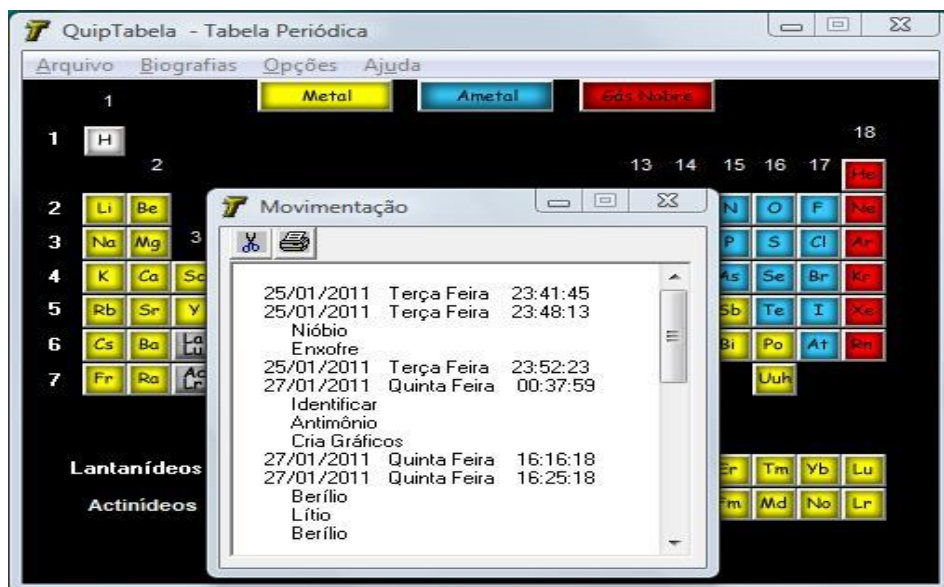 QuipTabela - Tabela Periódica
Arquivo Biografias Opções Ajuda
Metal Ametal Gás Nobre
1
1 H 18
2 13 14 15 16 17 He
2 Li Be N O F Ne
3 Na Mg 3 P S Cl Ar
4 K Ca Sc As Se Br Kr
5 Rb Sr Y Sb Te I Xe
6 Cs Ba La Lu Bi Po At Rn
7 Fr Ra Ac Lr Uuh
Lantanídeos Er Tm Yb Lu
Actinídeos Fm Md No Lr
Movimentação
25/01/2011 Terça Feira 23:41:45
25/01/2011 Terça Feira 23:48:13
Nióbio
Enxofre
25/01/2011 Terça Feira 23:52:23
27/01/2011 Quinta Feira 00:37:59
Identificar
Antimônio
Cria Gráficos
27/01/2011 Quinta Feira 16:16:18
27/01/2011 Quinta Feira 16:25:18
Berílio
Lítio
Berílio